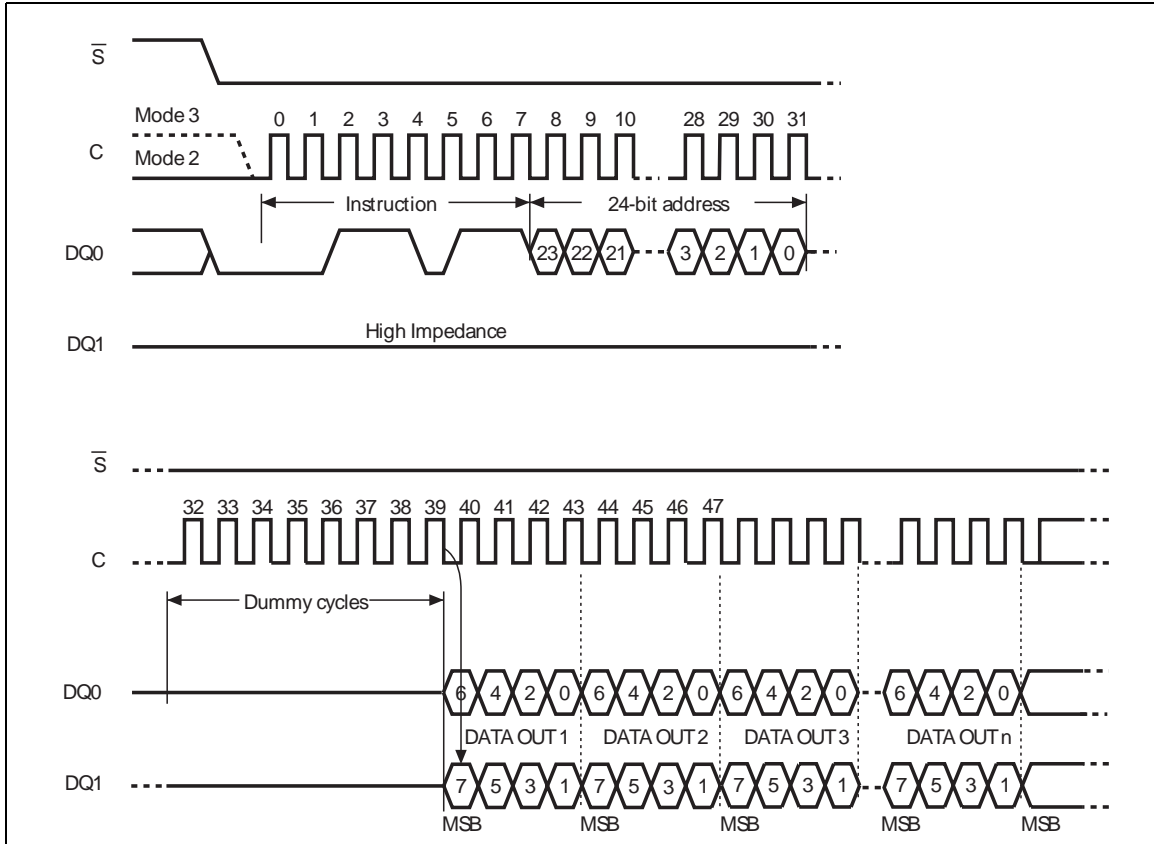 S
Mode 3
0 1 2 3 4 5 6 7 8 9 10 28 29 30 31
C
Mode 2
Instruction 24-bit address
DQ0 23 22 21 3 2 1 0
High Impedance
DQ1
S
32 33 34 35 36 37 38 39 40 41 42 43 44 45 46 47
C
Dummy cycles
DQ0 6 4 2 0 6 4 2 0 6 4 2 0 6 4 2 0
DATA OUT 1 DATA OUT 2 DATA OUT 3 DATA OUT n
DQ1 7 5 3 1 7 5 3 1 7 5 3 1 7 5 3 1
MSB MSB MSB MSB MSB